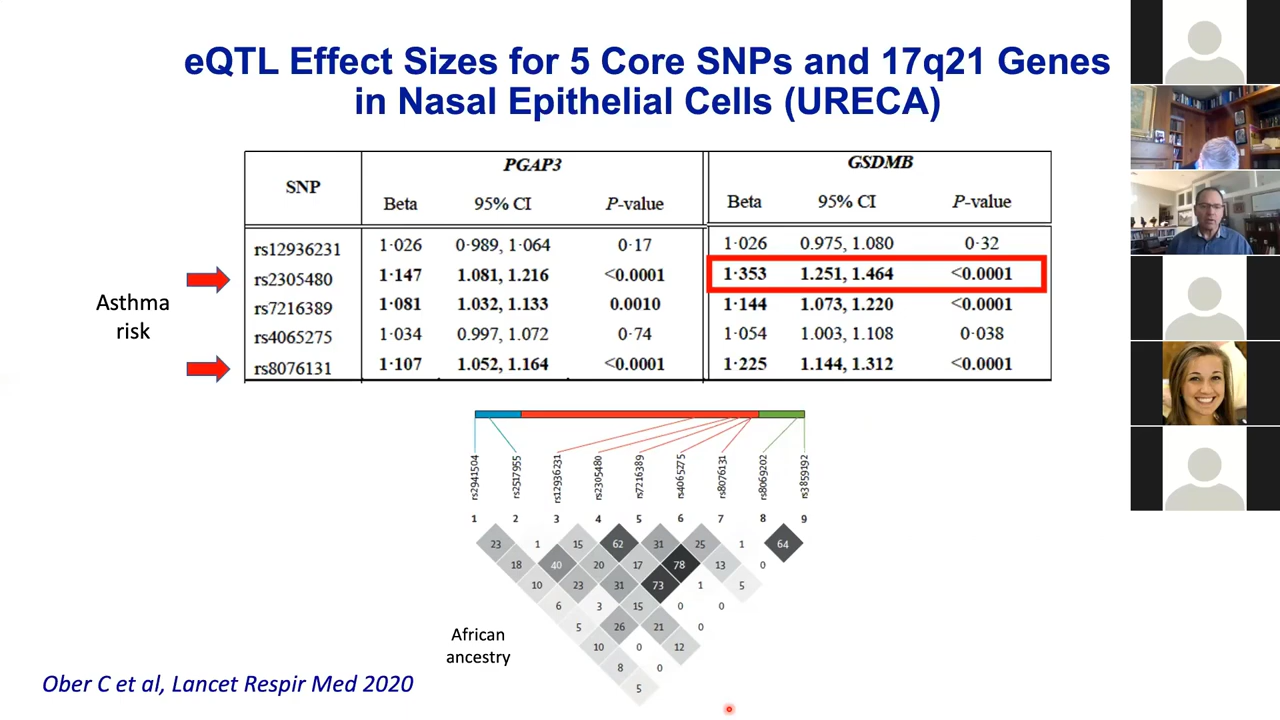 eQTL Effect Sizes for 5 Core SNPs and 17q21 Genes
in Nasal Epithelial Cells (URECA)
SNP PGAP3 GSDMB
Beta 95% CI P-value Beta 95% CI P-value
rs12936231 1·026 0·989, 1·064 0·17 1·026 0.975, 1.080 0·32
rs2305480 1·147 1.081, 1.216 <0.0001 1·353 1.251, 1.464 <0.0001
rs7216389 1·081 1.032, 1.133 0.0010 1·144 1.073, 1.220 <0.0001
rs4065275 1·034 0·997, 1·072 0·74 1·054 1.003, 1.108 0·038
rs8076131 1·107 1.052, 1.164 <0.0001 1·225 1.144, 1.312 <0.0001
Asthma
risk
rs2941504 rs2517955 rs12936231 rs2305480 rs7216389 rs4065275 rs8076131 rs8069202 rs3859192
1 2 3 4 5 6 7 8 9
23 1 15 62 31 25 1 64
18 40 20 17 78 13 0
10 23 31 73 1 5
6 3 15 0 0
5 26 21 0
10 0 12
8 0
5
African
ancestry
Ober C et al, Lancet Respir Med 2020